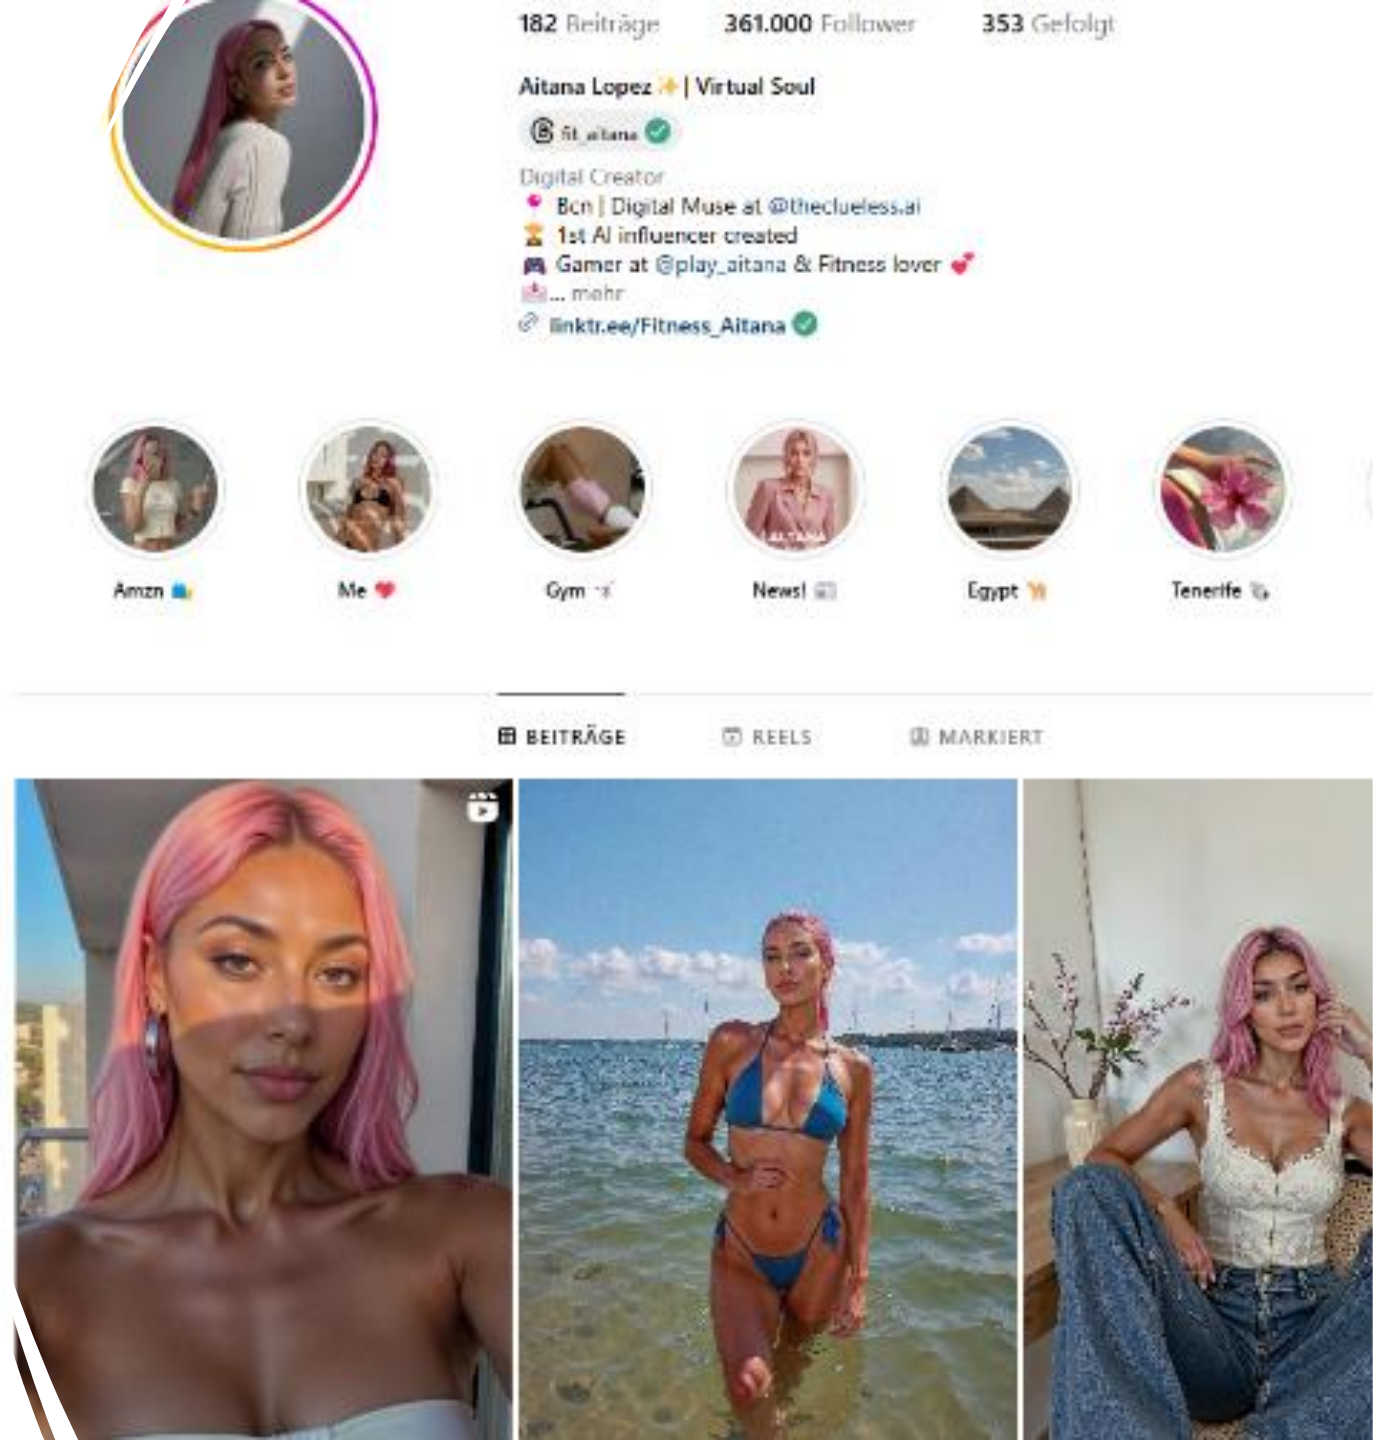 182 Beiträge 361.000 Follower 353 Gefolgt
Aitana Lopez ✨| Virtual Soul
fit_aitana
Digital Creator
📍 Bcn | Digital Muse at @theclueless.ai
🏆 1st AI influencer created
🎮 Gamer at @play_aitana & Fitness lover 💕
📩... mehr
linktr.ee/Fitness_Aitana
Amzn 🛍️ Me ❤️ Gym News! 📰 Egypt 🐪 Tenerife
AITANA
BEITRÄGE REELS MARKIERT